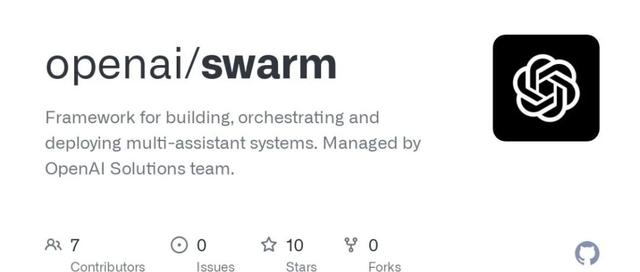 openai/swarm
Framework for building, orchestrating and
deploying multi-assistant systems. Managed by
OpenAI Solutions team.
7 0 10 0
Contributors Issues Stars Forks